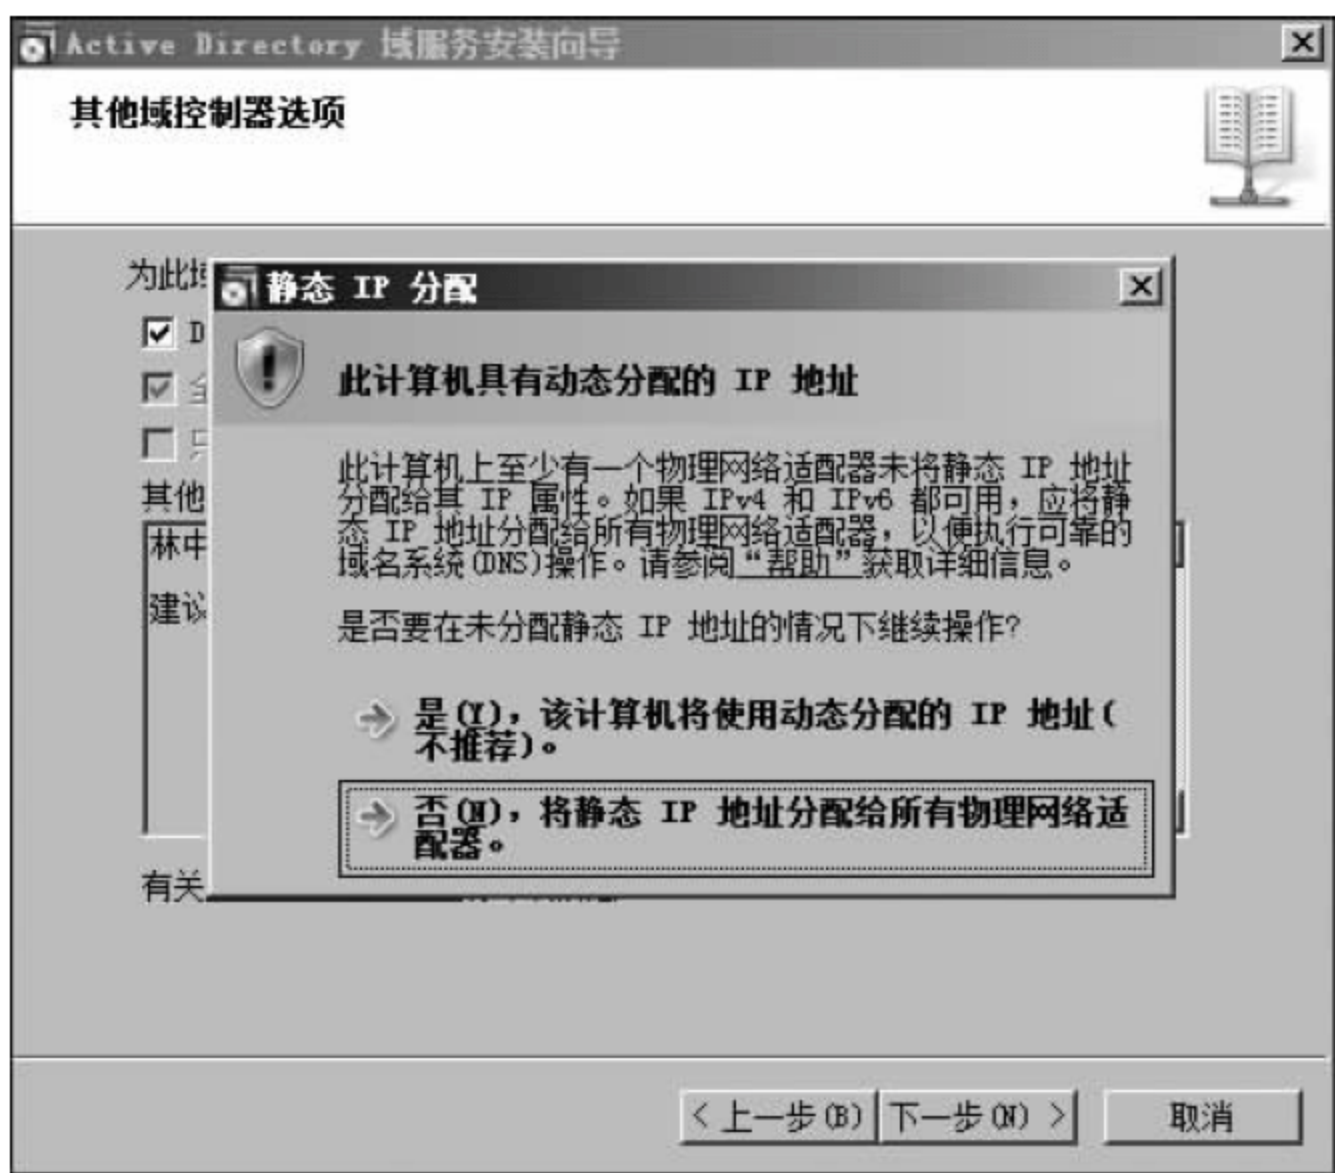 Active Directory 域服务安装向导
其他域控制器选项
为此域
静态 IP 分配
D
全
只
此计算机具有动态分配的 IP 地址
此计算机上至少有一个物理网络适配器未将静态 IP 地址
分配给其 IP 属性。如果 IPv4 和 IPv6 都可用，应将静
态 IP 地址分配给所有物理网络适配器，以便执行可靠的
域名系统(DNS)操作。请参阅“帮助”获取详细信息。
其他
林中
建议
是否要在未分配静态 IP 地址的情况下继续操作?
是(Y)，该计算机将使用动态分配的 IP 地址(
不推荐)。
否(N)，将静态 IP 地址分配给所有物理网络适
配器。
有关
< 上一步(B) 下一步(N) > 取消